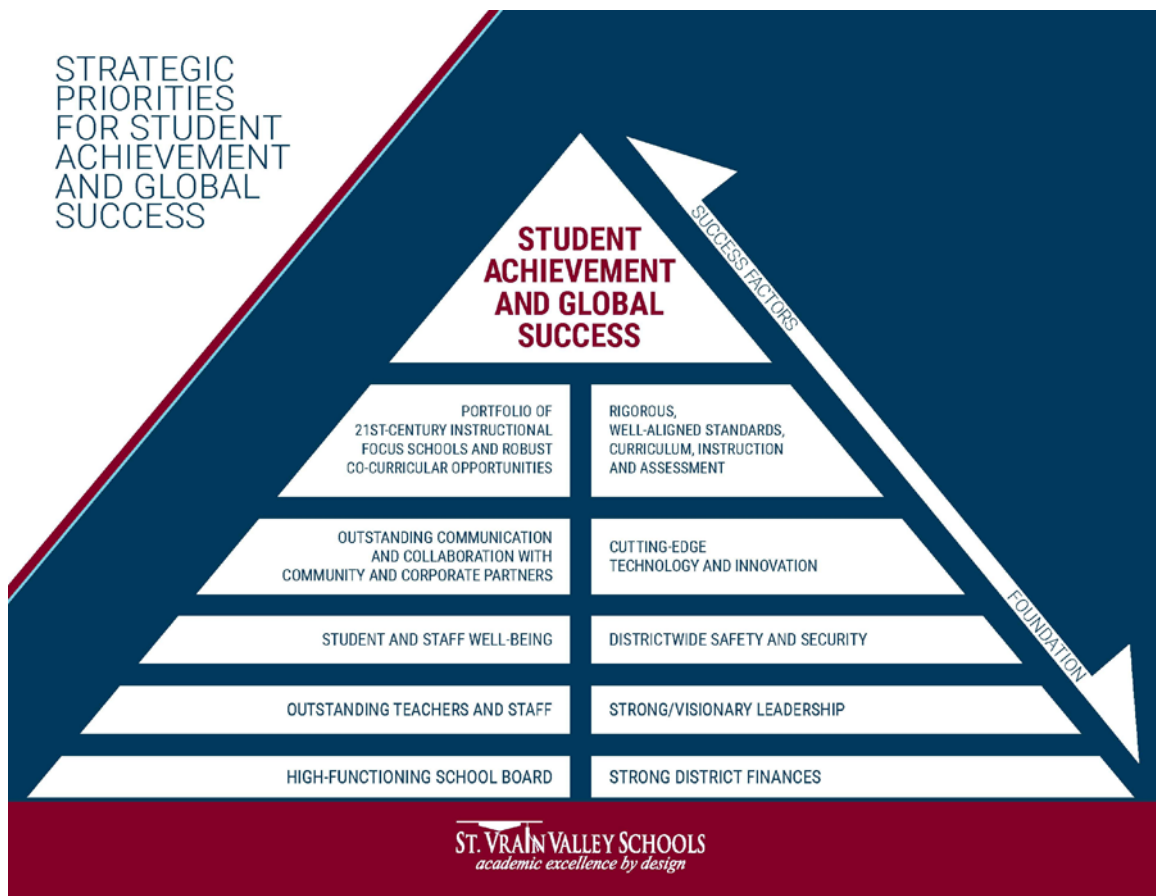 STRATEGIC
PRIORITIES
FOR STUDENT
ACHIEVEMENT
AND GLOBAL
SUCCESS
STUDENT
ACHIEVEMENT
AND GLOBAL
SUCCESS
SUCCESS FACTORS
FOUNDATION
PORTFOLIO OF
21ST-CENTURY INSTRUCTIONAL
FOCUS SCHOOLS AND ROBUST
CO-CURRICULAR OPPORTUNITIES
RIGOROUS,
WELL-ALIGNED STANDARDS,
CURRICULUM, INSTRUCTION
AND ASSESSMENT
OUTSTANDING COMMUNICATION
AND COLLABORATION WITH
COMMUNITY AND CORPORATE PARTNERS
CUTTING-EDGE
TECHNOLOGY AND INNOVATION
STUDENT AND STAFF WELL-BEING
DISTRICTWIDE SAFETY AND SECURITY
OUTSTANDING TEACHERS AND STAFF
STRONG/VISIONARY LEADERSHIP
HIGH-FUNCTIONING SCHOOL BOARD
STRONG DISTRICT FINANCES
ST. VRAIN VALLEY SCHOOLS
academic excellence by design